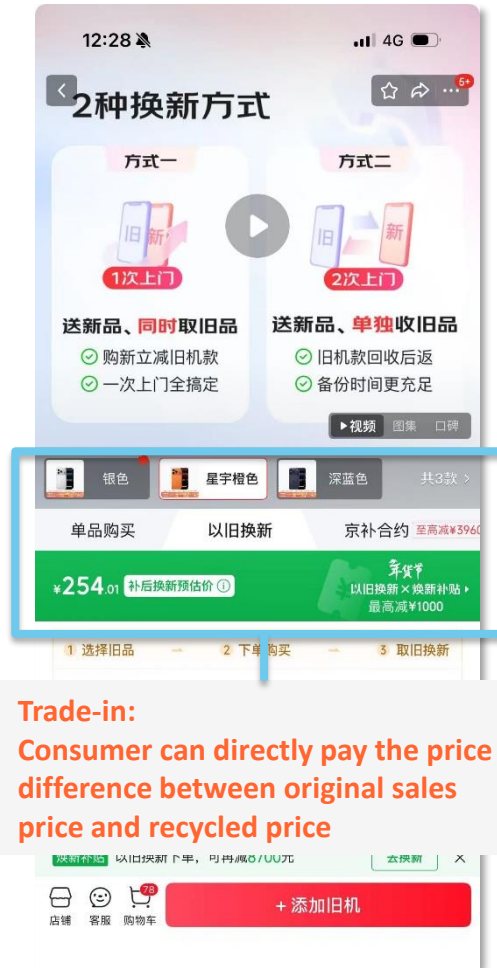 12:28
4G
5+
2种换新方式
方式一
方式二
旧 新
旧 新
1次上门
2次上门
送新品、同时取旧品
送新品、单独收旧品
购新立减旧机款
旧机款回收后返
一次上门全搞定
备份时间更充足
视频 图集 口碑
银色
星宇橙色
深蓝色
共3款 >
单品购买
以旧换新
京补合约 至高减¥3960
¥254.01 补后换新预估价
年货节
以旧换新×焕新补贴
最高减¥1000
1 选择旧品
2 下单购买
3 取旧换新
Trade-in:
Consumer can directly pay the price
difference between original sales
price and recycled price
焕新补贴 以旧换新下单，可再减8700元 去换新
店铺
客服
78
购物车
+ 添加旧机